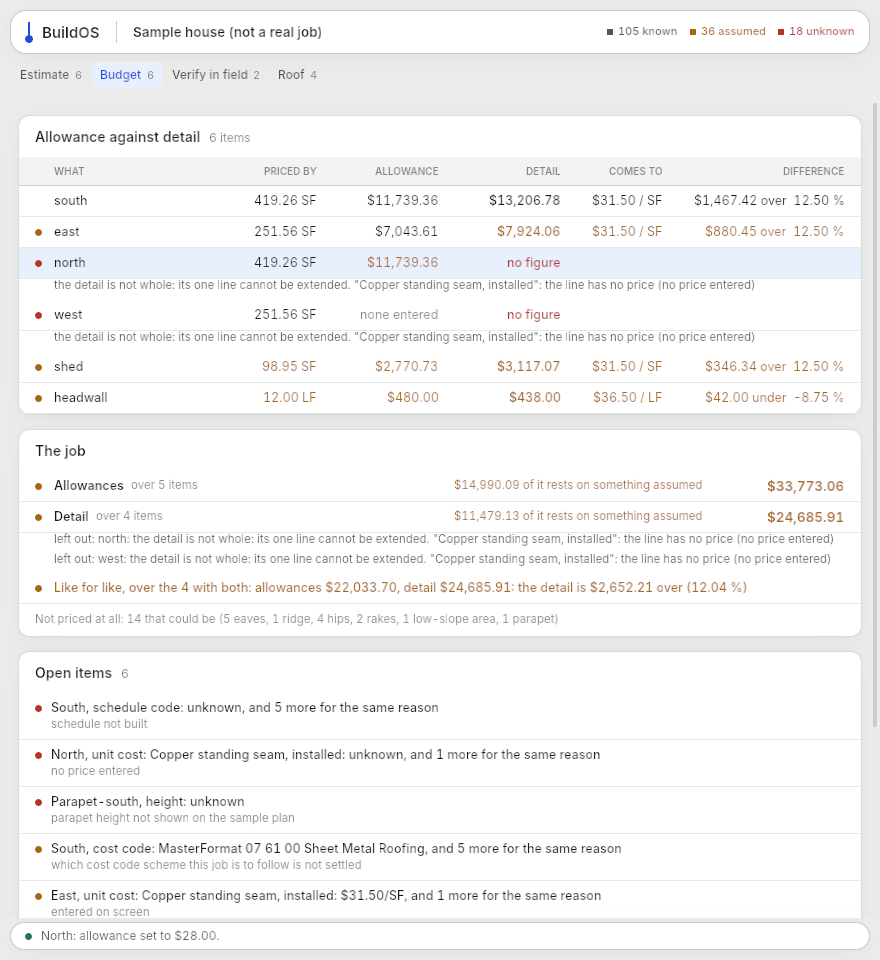 BuildOS Sample house (not a real job) 105 known 36 assumed 18 unknown
Estimate 6 Budget 6 Verify in field 2 Roof 4
Allowance against detail 6 items
WHAT PRICED BY ALLOWANCE DETAIL COMES TO DIFFERENCE
south 419.26 SF $11,739.36 $13,206.78 $31.50 / SF $1,467.42 over 12.50 %
east 251.56 SF $7,043.61 $7,924.06 $31.50 / SF $880.45 over 12.50 %
north 419.26 SF $11,739.36 no figure
the detail is not whole: its one line cannot be extended. "Copper standing seam, installed": the line has no price (no price entered)
west 251.56 SF none entered no figure
the detail is not whole: its one line cannot be extended. "Copper standing seam, installed": the line has no price (no price entered)
shed 98.95 SF $2,770.73 $3,117.07 $31.50 / SF $346.34 over 12.50 %
headwall 12.00 LF $480.00 $438.00 $36.50 / LF $42.00 under -8.75 %
The job
Allowances over 5 items $14,990.09 of it rests on something assumed $33,773.06
Detail over 4 items $11,479.13 of it rests on something assumed $24,685.91
left out: north: the detail is not whole: its one line cannot be extended. "Copper standing seam, installed": the line has no price (no price entered)
left out: west: the detail is not whole: its one line cannot be extended. "Copper standing seam, installed": the line has no price (no price entered)
Like for like, over the 4 with both: allowances $22,033.70, detail $24,685.91: the detail is $2,652.21 over (12.04 %)
Not priced at all: 14 that could be (5 eaves, 1 ridge, 4 hips, 2 rakes, 1 low-slope area, 1 parapet)
Open items 6
South, schedule code: unknown, and 5 more for the same reason
schedule not built
North, unit cost: Copper standing seam, installed: unknown, and 1 more for the same reason
no price entered
Parapet-south, height: unknown
parapet height not shown on the sample plan
South, cost code: MasterFormat 07 61 00 Sheet Metal Roofing, and 5 more for the same reason
which cost code scheme this job is to follow is not settled
East, unit cost: Copper standing seam, installed: $31.50/SF, and 1 more for the same reason
entered on screen
North: allowance set to $28.00.